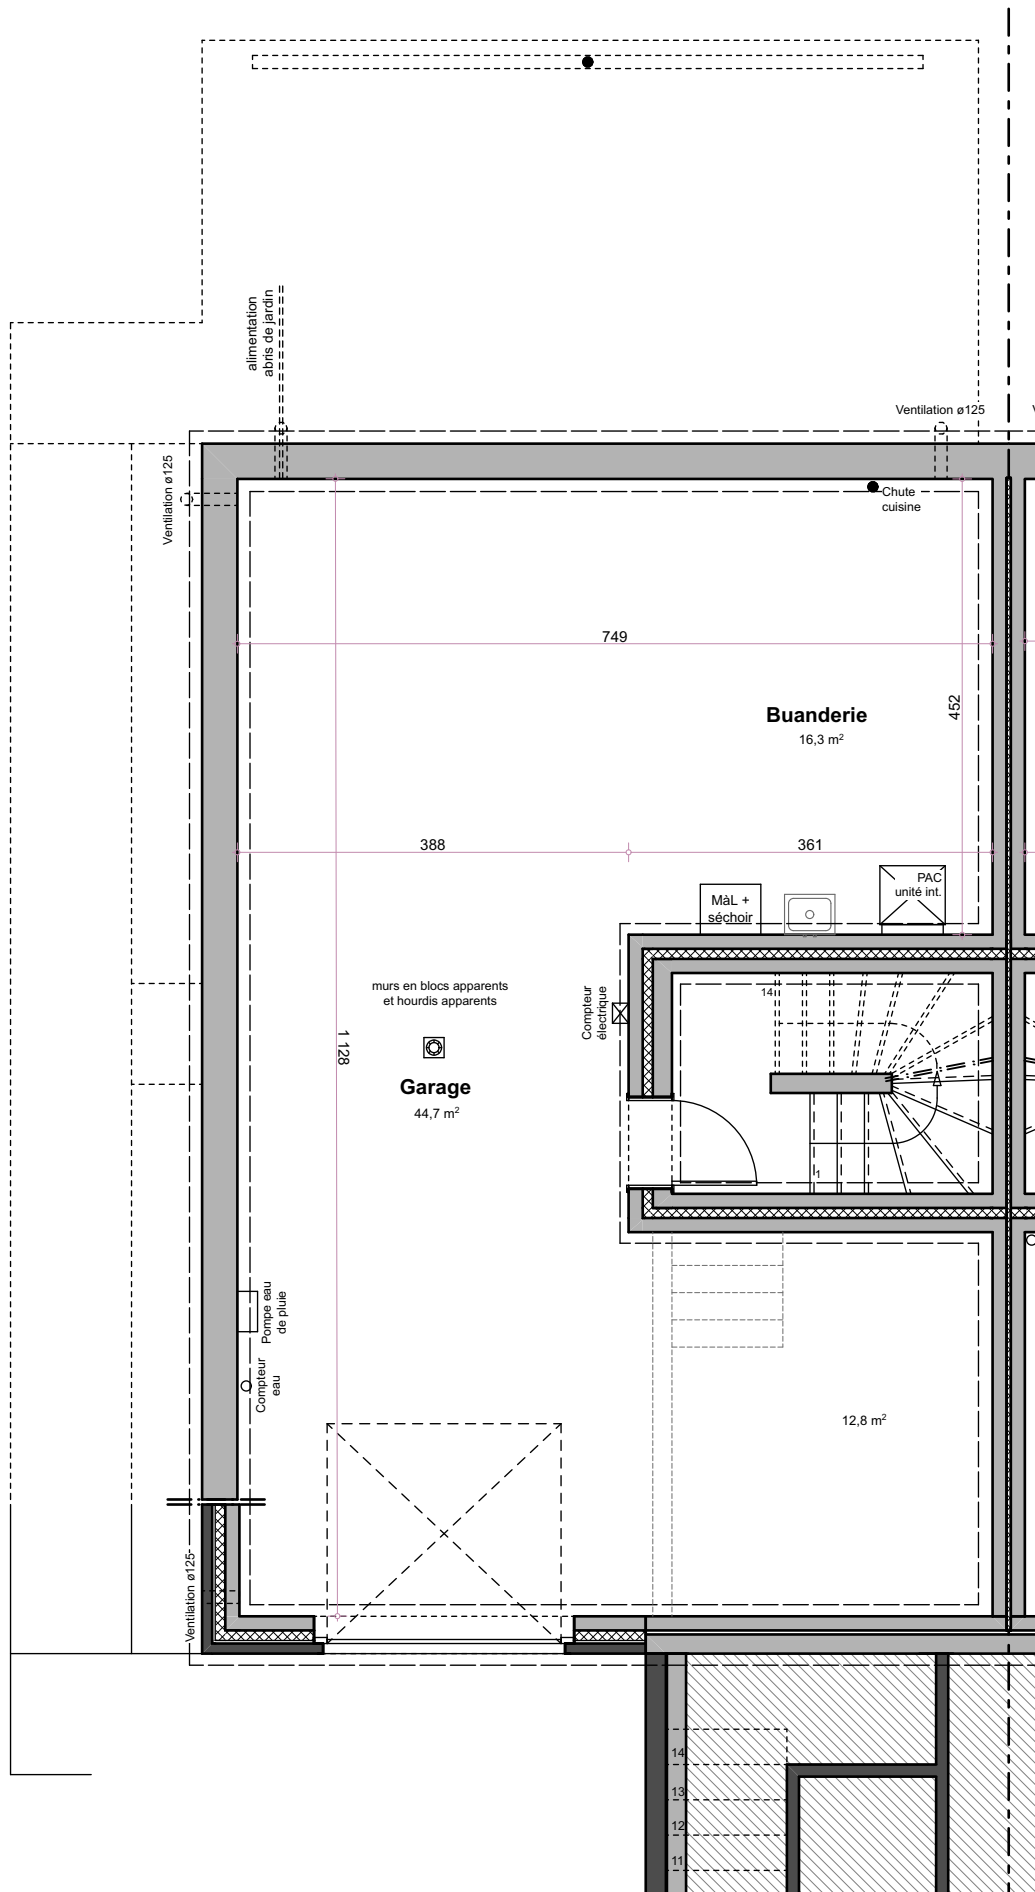 alimentation
abris de jardin
Ventilation ø125
V
Ventilation ø125
Chute
cuisine
749
452
Buanderie
16,3 m²
388
361
PAC
unité int.
MàL +
séchoir
murs en blocs apparents
et hourdis apparents
Compteur
électrique
14
1 128
Garage
44,7 m²
1
Pompe eau
de pluie
Compteur
eau
12,8 m²
Ventilation ø125
14
13
12
11